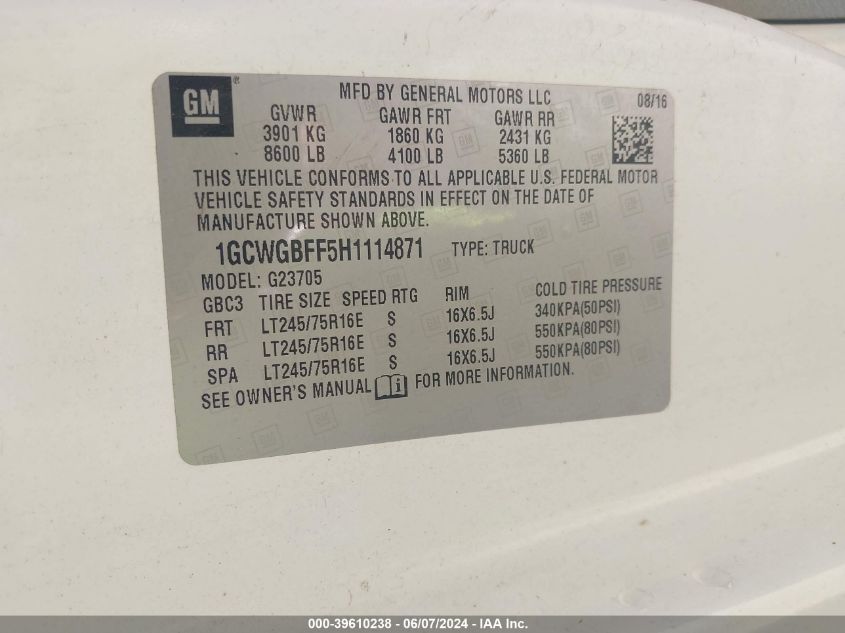 GM ®
MFD BY GENERAL MOTORS LLC 08/16
GVWR GAWR FRT GAWR RR
3901 KG 1860 KG 2431 KG
8600 LB 4100 LB 5360 LB
THIS VEHICLE CONFORMS TO ALL APPLICABLE U.S. FEDERAL MOTOR
VEHICLE SAFETY STANDARDS IN EFFECT ON THE DATE OF
MANUFACTURE SHOWN ABOVE.
1GCWGBFF5H1114871 TYPE: TRUCK
MODEL: G23705
GBC3 TIRE SIZE SPEED RTG RIM COLD TIRE PRESSURE
FRT LT245/75R16E S 16X6.5J 340KPA(50PSI)
RR LT245/75R16E S 16X6.5J 550KPA(80PSI)
SPA LT245/75R16E S 16X6.5J 550KPA(80PSI)
SEE OWNER'S MANUAL FOR MORE INFORMATION.
000-39610238 - 06/07/2024 - IAA Inc.